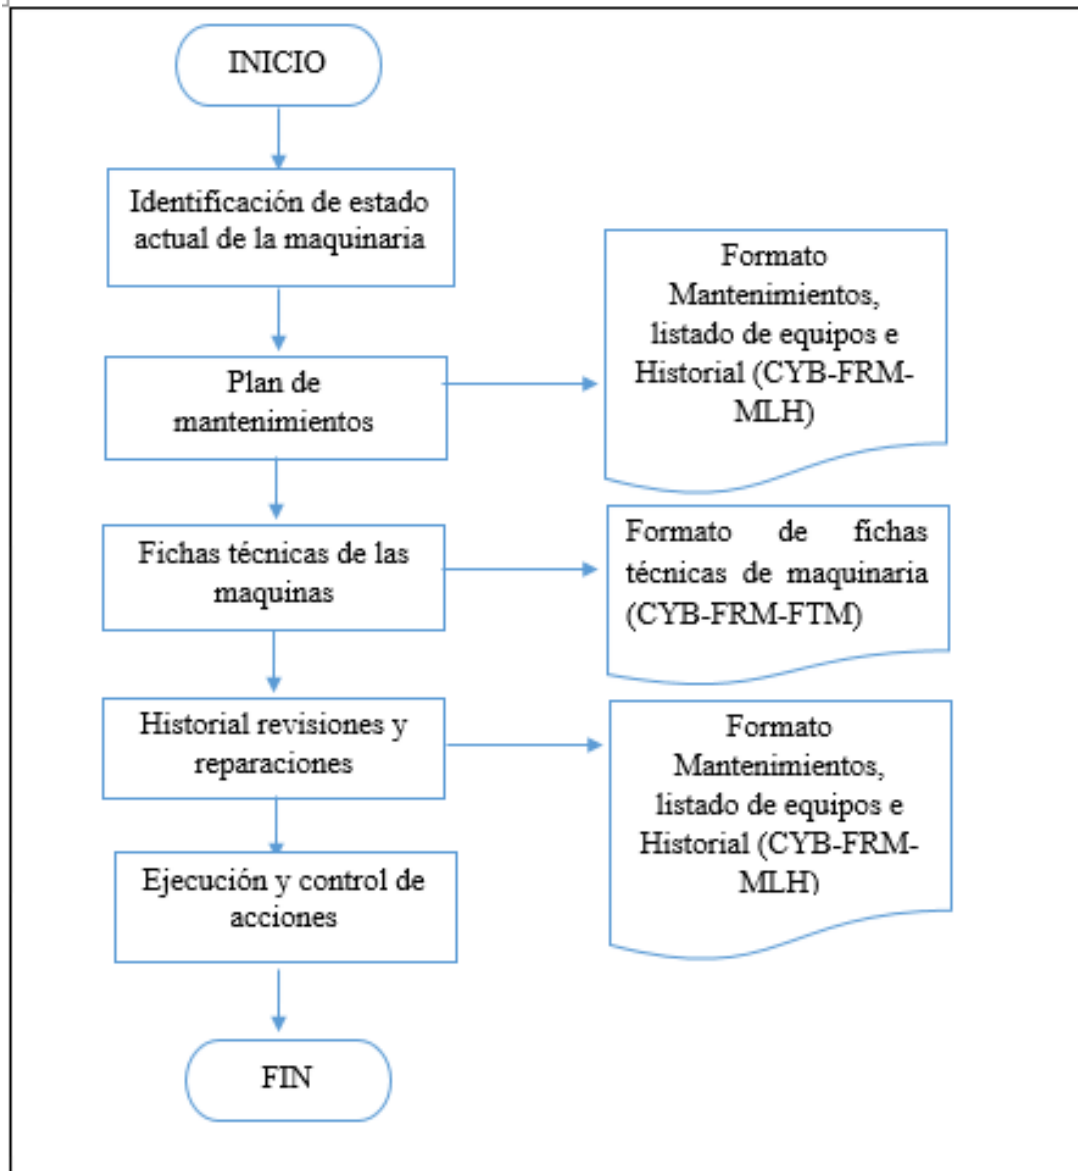 INICIO
Identificación de estado
actual de la maquinaria
Plan de
mantenimientos
Formato
Mantenimientos,
listado de equipos e
Historial (CYB-FRM-
MLH)
Fichas técnicas de las
maquinas
Formato de fichas
técnicas de maquinaria
(CYB-FRM-FTM)
Historial revisiones y
reparaciones
Formato
Mantenimientos,
listado de equipos e
Historial (CYB-FRM-
MLH)
Ejecución y control de
acciones
FIN